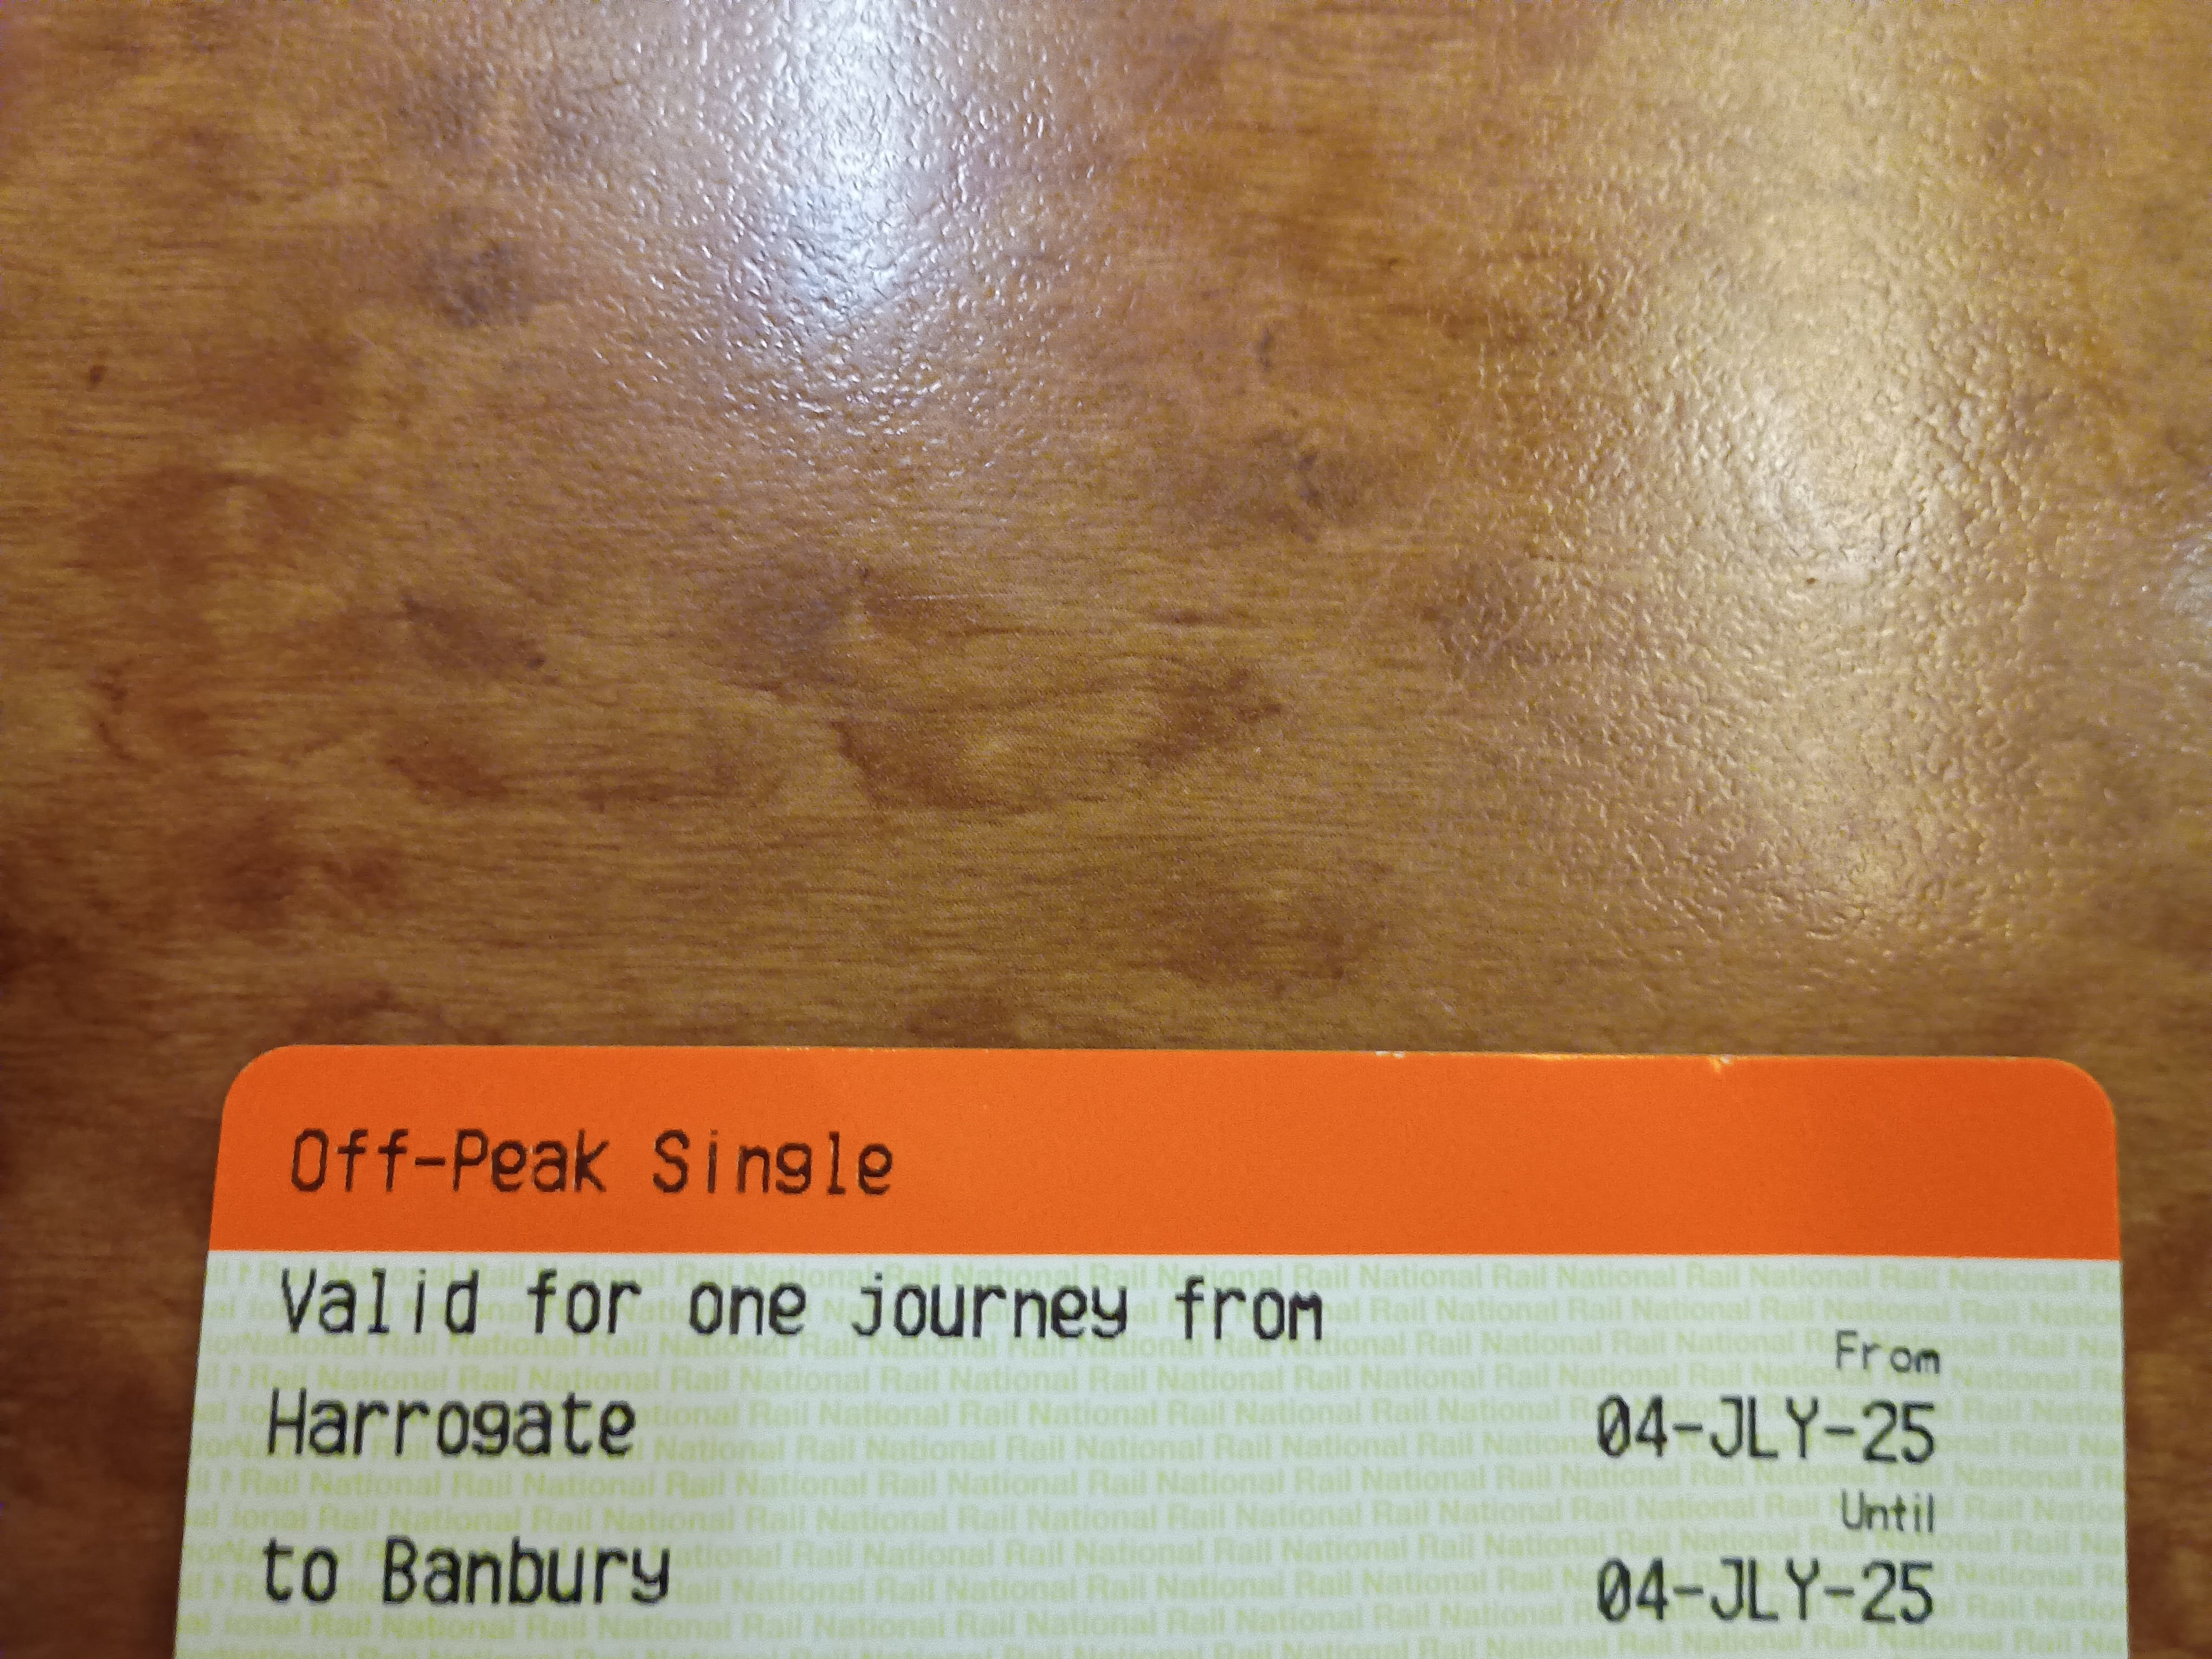 Off-Peak Single
Valid for one journey from
From
Harrogate 04-JLY-25
Until
to Banbury 04-JLY-25